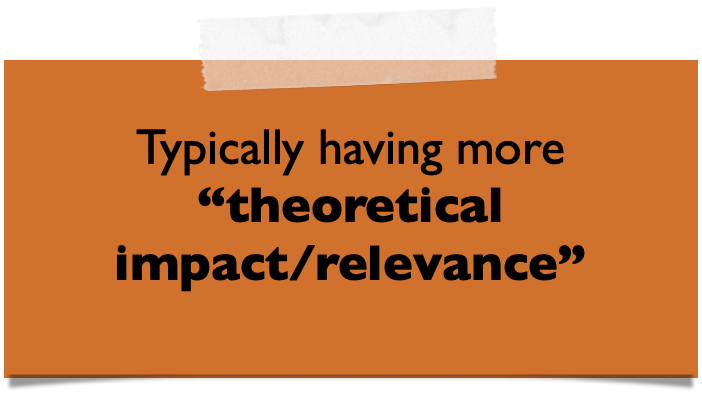 Typically having more
“theoretical
impact/relevance”